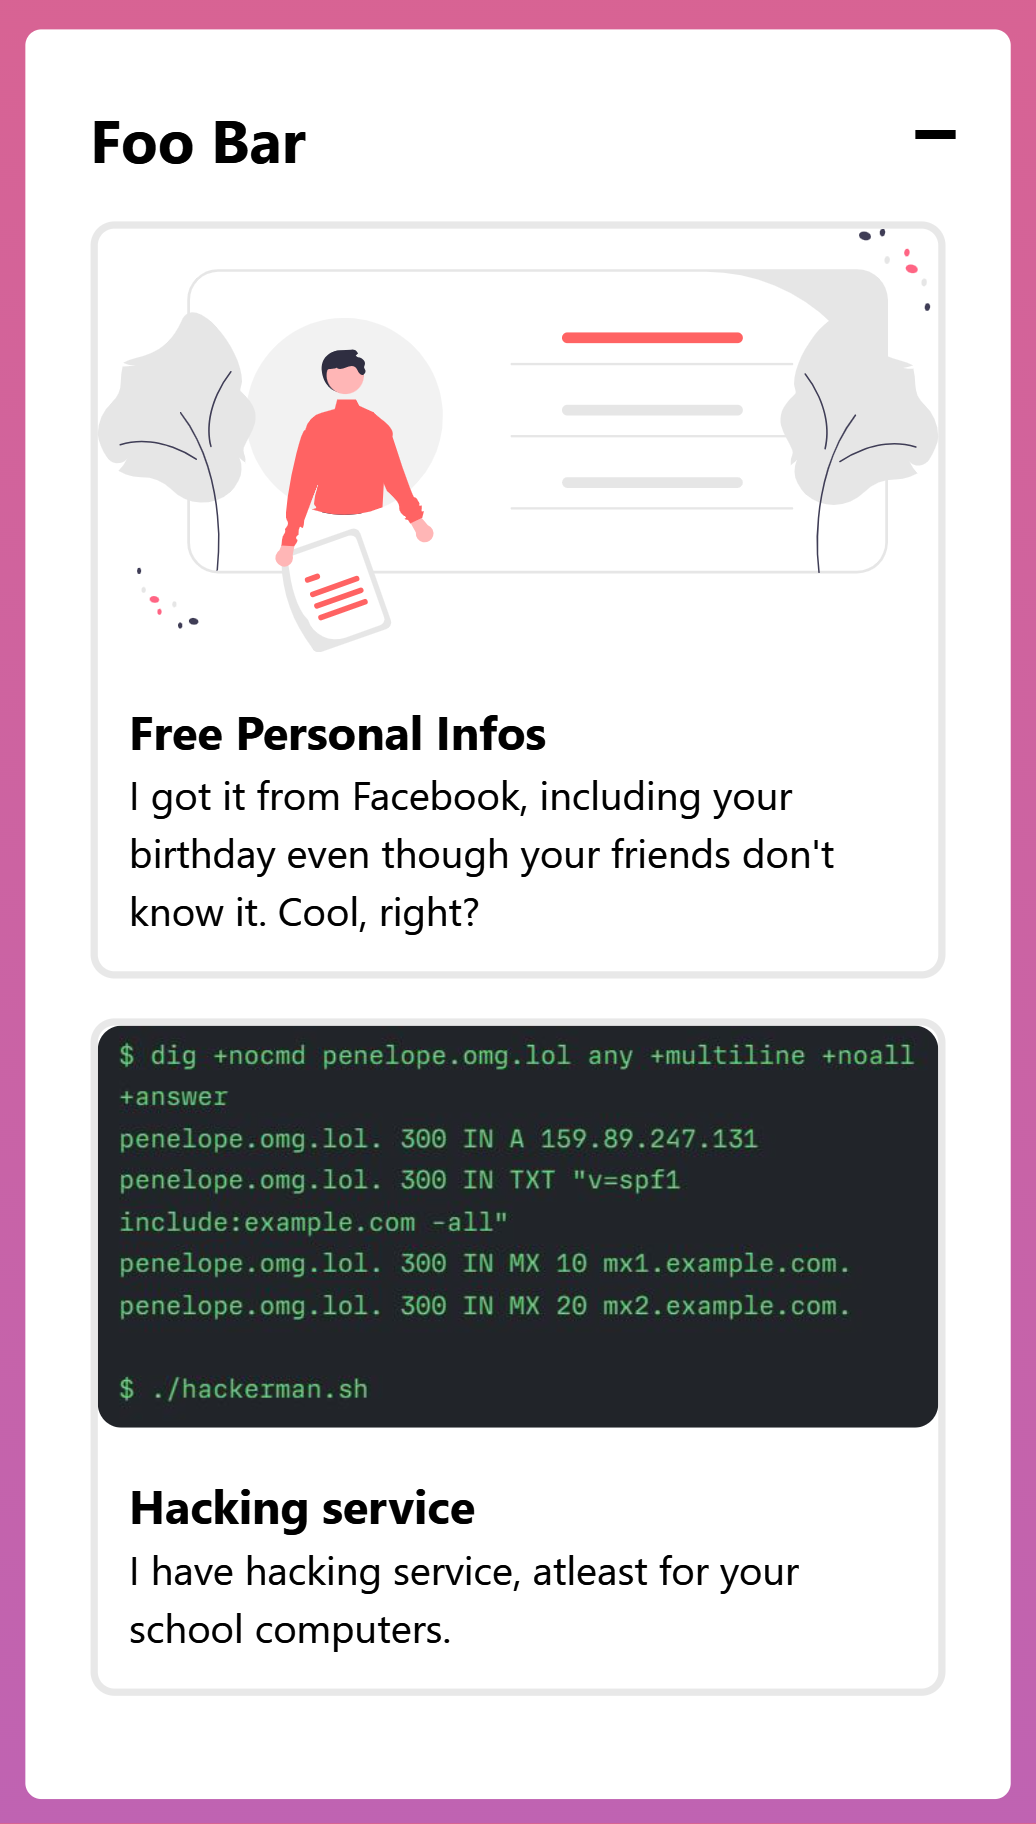 Foo Bar
Free Personal Infos
I got it from Facebook, including your
birthday even though your friends don't
know it. Cool, right?
$ dig +nocmd penelope.omg.lol any +multiline +noall
+answer
penelope.omg.lol. 300 IN A 159.89.247.131
penelope.omg.lol. 300 IN TXT "v=spf1
include:example.com -all"
penelope.omg.lol. 300 IN MX 10 mx1.example.com.
penelope.omg.lol. 300 IN MX 20 mx2.example.com.
$ ./hackerman.sh
Hacking service
I have hacking service, atleast for your
school computers.